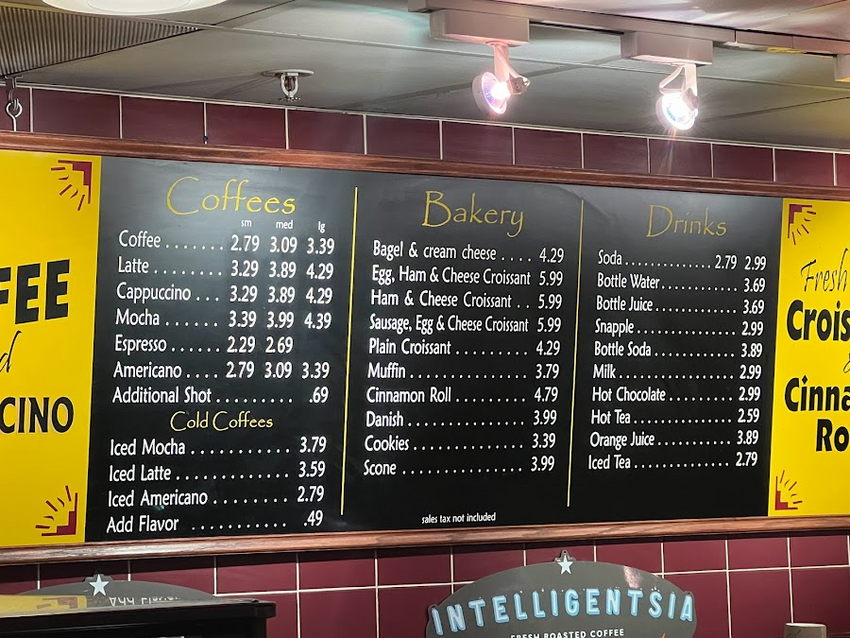 FEE
CINO
Coffees
sm med lg
Coffee ....... 2.79 3.09 3.39
Latte ......... 3.29 3.89 4.29
Cappuccino ... 3.29 3.89 4.29
Mocha ....... 3.39 3.99 4.39
Espresso ...... 2.29 2.69
Americano .... 2.79 3.09 3.39
Additional Shot ......... .69
Cold Coffees
Iced Mocha ............ 3.79
Iced Latte .............. 3.59
Iced Americano ........ 2.79
Add Flavor ........... .49
Bakery
Bagel & cream cheese .... 4.29
Egg, Ham & Cheese Croissant 5.99
Ham & Cheese Croissant .. 5.99
Sausage, Egg & Cheese Croissant 5.99
Plain Croissant ......... 4.29
Muffin ................ 3.79
Cinnamon Roll ......... 4.79
Danish ................ 3.99
Cookies ............... 3.39
Scone ................. 3.99
sales tax not included
Drinks
Soda .............. 2.79 2.99
Bottle Water ............. 3.69
Bottle Juice .............. 3.69
Snapple ................. 2.99
Bottle Soda .............. 3.89
Milk .................... 2.99
Hot Chocolate ........... 2.99
Hot Tea ................. 2.59
Orange Juice ............. 3.89
Iced Tea ................ 2.79
Fresh
Crois
&
Cinna
Ro
INTELLIGENTSIA
FRESH ROASTED COFFEE